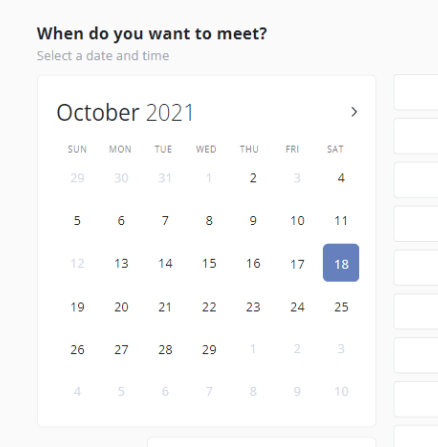 When do you want to meet?
Select a date and time
October 2021 >
SUN MON TUE WED THU FRI SAT
29 30 31 1 2 3 4
5 6 7 8 9 10 11
12 13 14 15 16 17 18
19 20 21 22 23 24 25
26 27 28 29 1 2 3
4 5 6 7 8 9 10